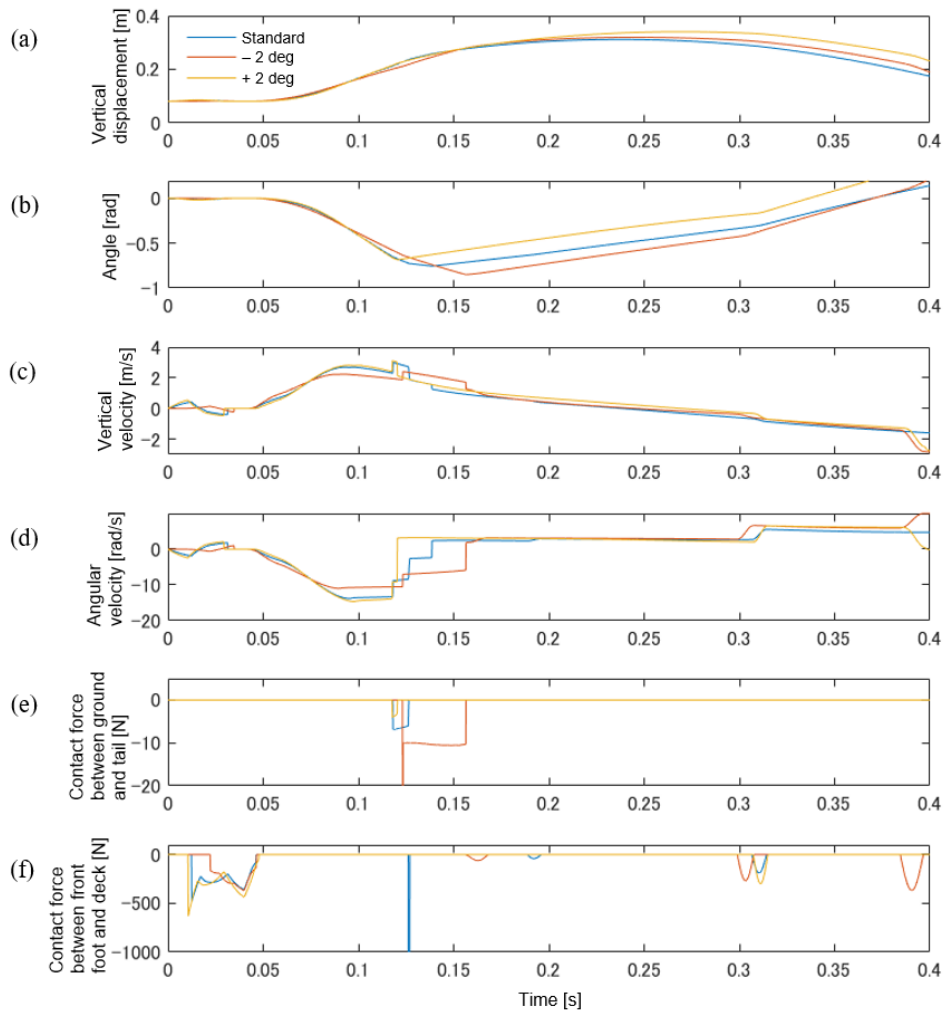 (a)
Vertical
displacement [m]
0.4
0.2
0
Standard
– 2 deg
+ 2 deg
0 0.05 0.1 0.15 0.2 0.25 0.3 0.35 0.4
(b)
Angle [rad]
0
−0.5
−1
0 0.05 0.1 0.15 0.2 0.25 0.3 0.35 0.4
(c)
Vertical
velocity [m/s]
4
2
0
−2
0 0.05 0.1 0.15 0.2 0.25 0.3 0.35 0.4
(d)
Angular
velocity [rad/s]
0
−10
−20
0 0.05 0.1 0.15 0.2 0.25 0.3 0.35 0.4
(e)
Contact force
between ground
and tail [N]
0
−10
−20
0 0.05 0.1 0.15 0.2 0.25 0.3 0.35 0.4
(f)
Contact force
between front
foot and deck [N]
0
−500
−1000
0 0.05 0.1 0.15 0.2 0.25 0.3 0.35 0.4
Time [s]